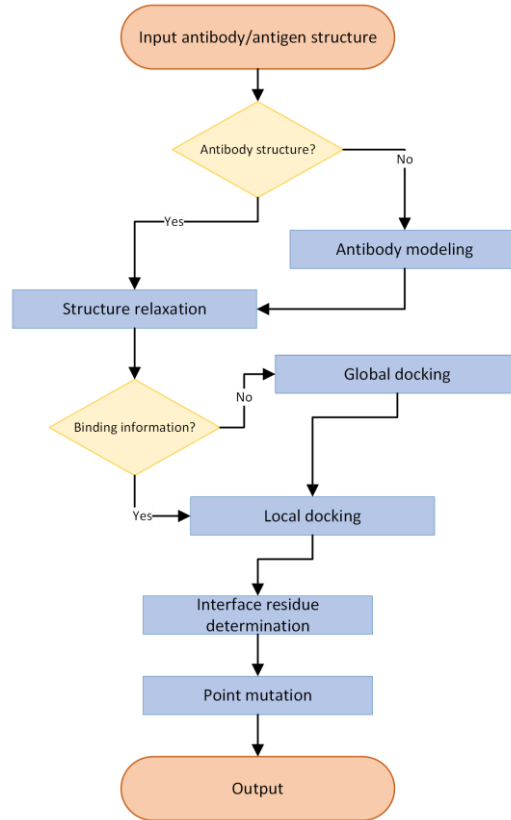 Input antibody/antigen structure
Antibody structure?
No
Yes
Antibody modeling
Structure relaxation
Global docking
No
Binding information?
Yes
Local docking
Interface residue
determination
Point mutation
Output